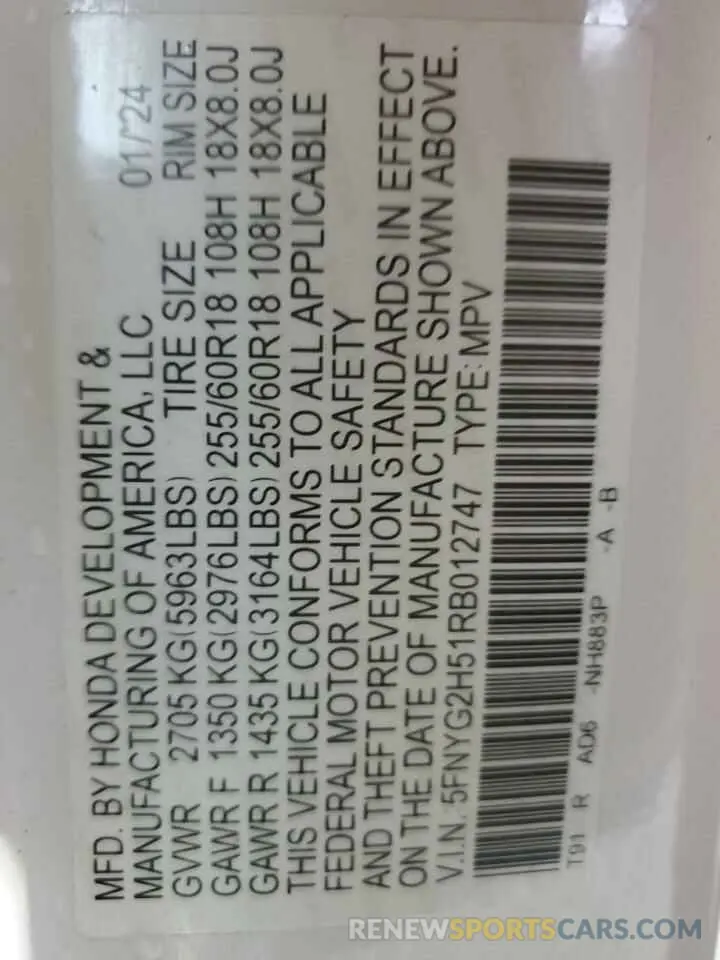 MFD. BY HONDA DEVELOPMENT &
MANUFACTURING OF AMERICA, LLC 01/24
GVWR 2705 KG(5963LBS) TIRE SIZE RIM SIZE
GAWR F 1350 KG(2976LBS) 255/60R18 108H 18X8.0J
GAWR R 1435 KG(3164LBS) 255/60R18 108H 18X8.0J
THIS VEHICLE CONFORMS TO ALL APPLICABLE
FEDERAL MOTOR VEHICLE SAFETY
AND THEFT PREVENTION STANDARDS IN EFFECT
ON THE DATE OF MANUFACTURE SHOWN ABOVE.
V.I.N. 5FNYG2H51RB012747 TYPE: MPV
T91 R AD6 -NH883P -A -B
RENEWSPORTSCARS.COM